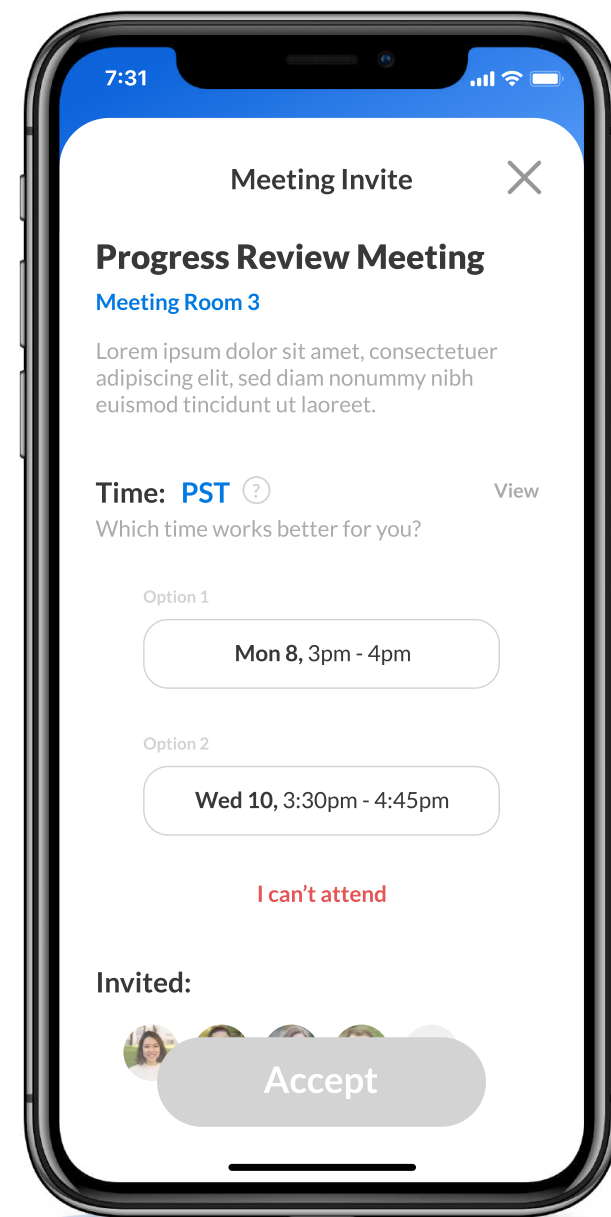 7:31
Meeting Invite
Progress Review Meeting
Meeting Room 3
Lorem ipsum dolor sit amet, consectetuer
adipiscing elit, sed diam nonummy nibh
euismod tincidunt ut laoreet.
Time: PST ? View
Which time works better for you?
Option 1
Mon 8, 3pm - 4pm
Option 2
Wed 10, 3:30pm - 4:45pm
I can’t attend
Invited:
Accept